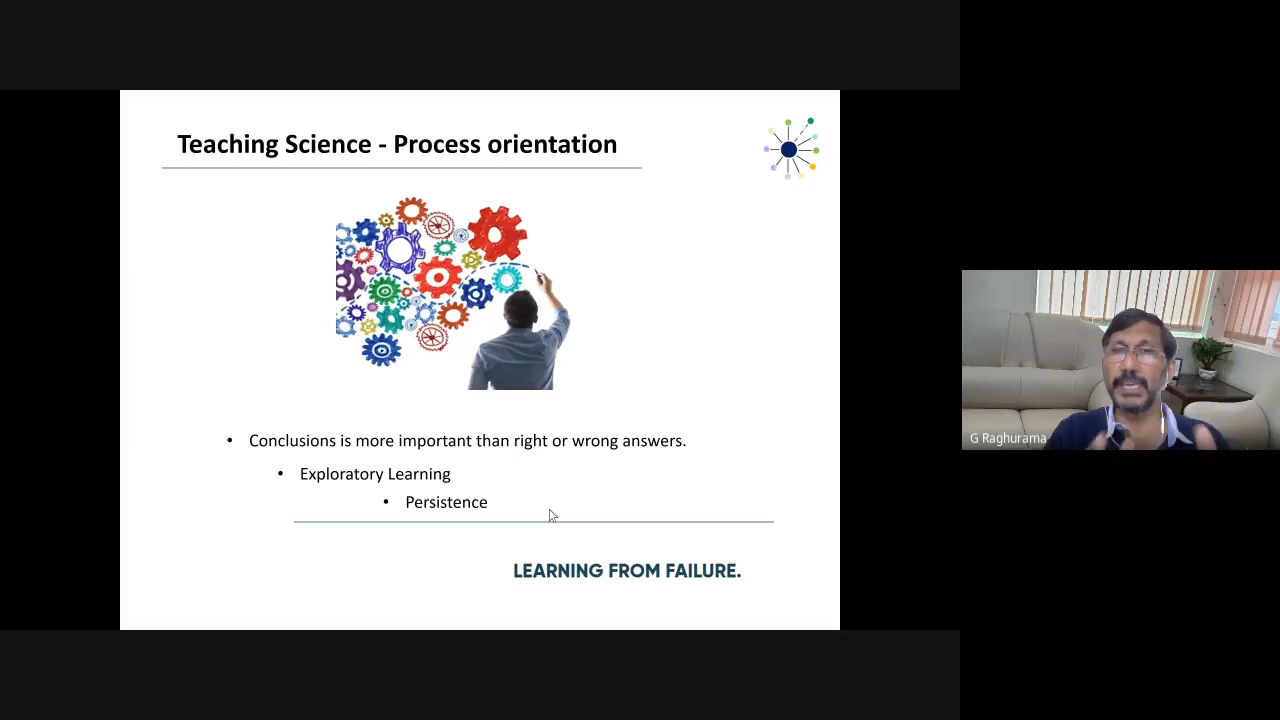 Teaching Science - Process orientation
• Conclusions is more important than right or wrong answers.
• Exploratory Learning
• Persistence
LEARNING FROM FAILURE.
G Raghurama